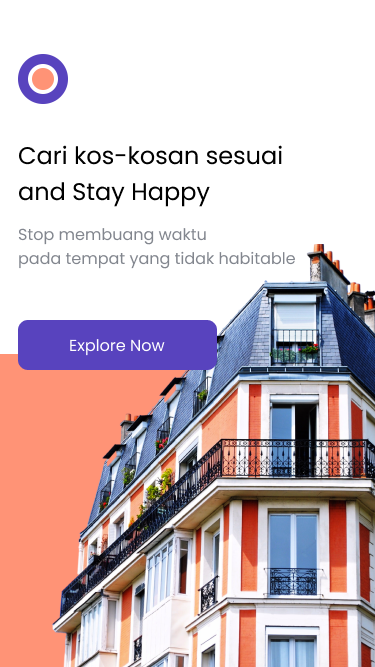 Cari kos-kosan sesuai
and Stay Happy
Stop membuang waktu
pada tempat yang tidak habitable
Explore Now